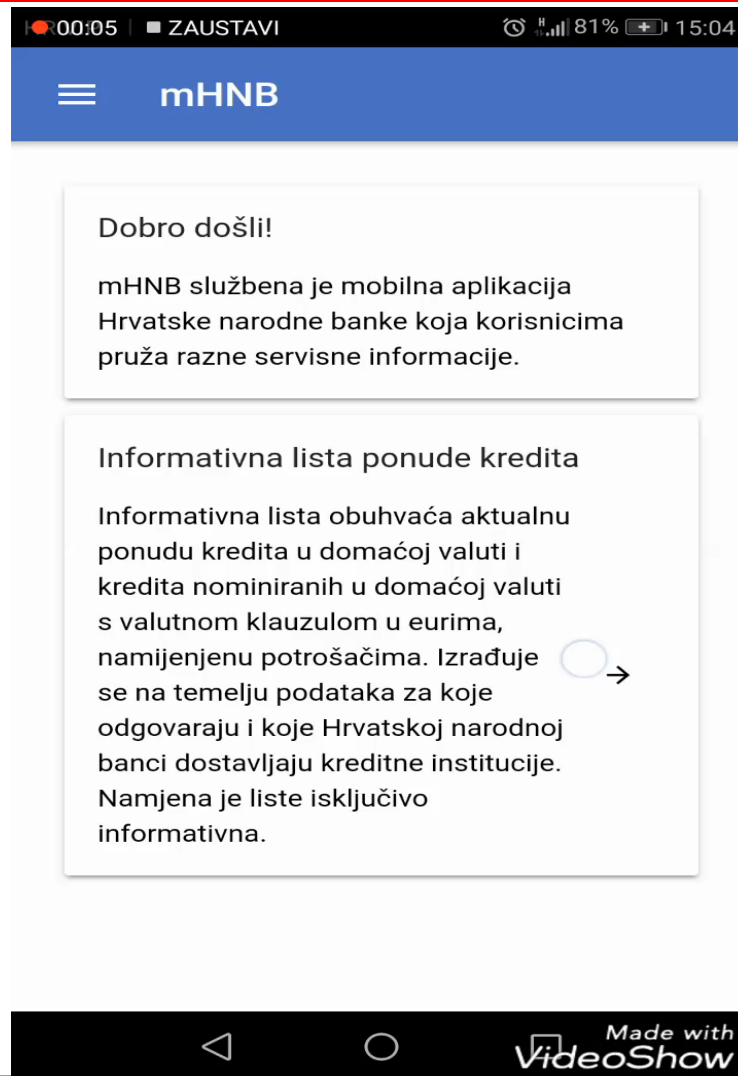 00:05 ZAUSTAVI 81% 15:04
mHNB
Dobro došli!
mHNB službena je mobilna aplikacija
Hrvatske narodne banke koja korisnicima
pruža razne servisne informacije.
Informativna lista ponude kredita
Informativna lista obuhvaća aktualnu
ponudu kredita u domaćoj valuti i
kredita nominiranih u domaćoj valuti
s valutnom klauzulom u eurima,
namijenjenu potrošačima. Izrađuje
se na temelju podataka za koje
odgovaraju i koje Hrvatskoj narodnoj
banci dostavljaju kreditne institucije.
Namjena je liste isključivo
informativna.
Made with
VideoShow